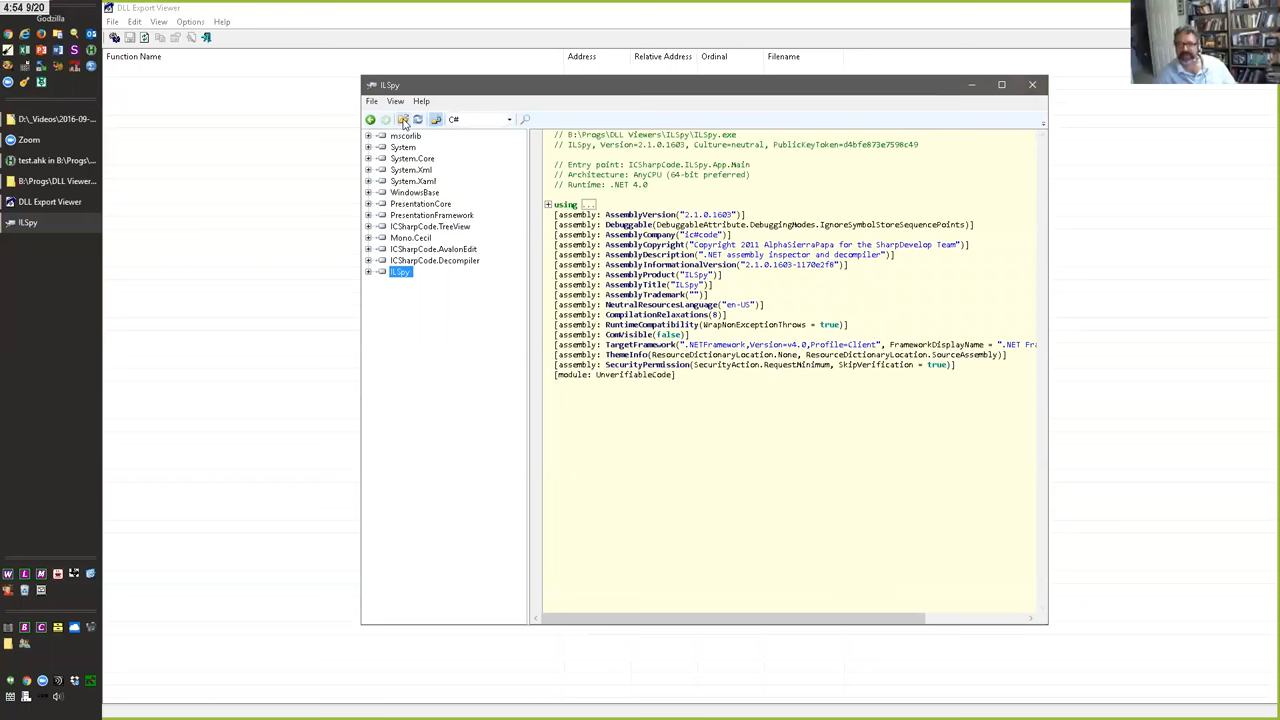 4:54 9/20
Godzilla
D:\_Videos\2016-09-...
Zoom
test.ahk in B:\Progs\D...
B:\Progs\DLL Viewer...
DLL Export Viewer
ILSpy
DLL Export Viewer
File Edit View Options Help
Function Name Address Relative Address Ordinal Filename
ILSpy
File View Help
C#
mscorlib
System
System.Core
System.Xml
System.Xaml
WindowsBase
PresentationCore
PresentationFramework
ICSharpCode.TreeView
Mono.Cecil
ICSharpCode.AvalonEdit
ICSharpCode.Decompiler
ILSpy
// B:\Progs\DLL Viewers\ILSpy\ILSpy.exe
// ILSpy, Version=2.1.0.1603, Culture=neutral, PublicKeyToken=d4bfe873e7598c49
// Entry point: ICSharpCode.ILSpy.App.Main
// Architecture: AnyCPU (64-bit preferred)
// Runtime: .NET 4.0
using ...
[assembly: AssemblyVersion("2.1.0.1603")]
[assembly: Debuggable(DebuggableAttribute.DebuggingModes.IgnoreSymbolStoreSequencePoints)]
[assembly: AssemblyCompany("ic#code")]
[assembly: AssemblyCopyright("Copyright 2011 AlphaSierraPapa for the SharpDevelop Team")]
[assembly: AssemblyDescription(".NET assembly inspector and decompiler")]
[assembly: AssemblyInformationalVersion("2.1.0.1603-1170e2f8")]
[assembly: AssemblyProduct("ILSpy")]
[assembly: AssemblyTitle("ILSpy")]
[assembly: AssemblyTrademark("")]
[assembly: NeutralResourcesLanguage("en-US")]
[assembly: CompilationRelaxations(8)]
[assembly: RuntimeCompatibility(WrapNonExceptionThrows = true)]
[assembly: ComVisible(false)]
[assembly: TargetFramework(".NETFramework,Version=v4.0,Profile=Client", FrameworkDisplayName = ".NET Fra
[assembly: ThemeInfo(ResourceDictionaryLocation.None, ResourceDictionaryLocation.SourceAssembly)]
[assembly: SecurityPermission(SecurityAction.RequestMinimum, SkipVerification = true)]
[module: UnverifiableCode]